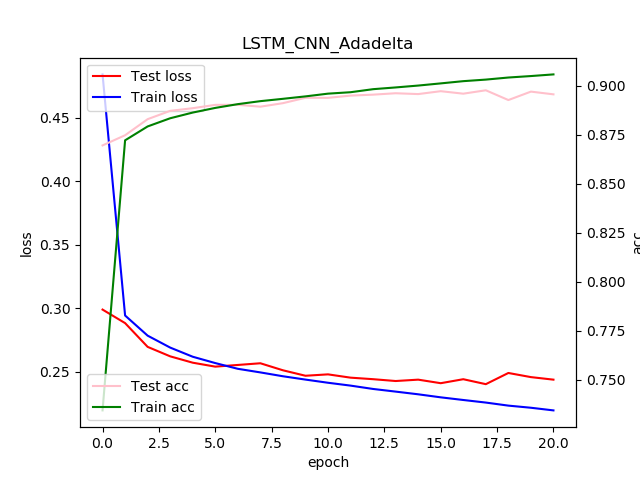 LSTM_CNN_Adadelta
Test loss
Train loss
Test acc
Train acc
0.45
0.40
0.35
0.30
0.25
loss
0.900
0.875
0.850
0.825
0.800
0.775
0.750
acc
0.0 2.5 5.0 7.5 10.0 12.5 15.0 17.5 20.0
epoch